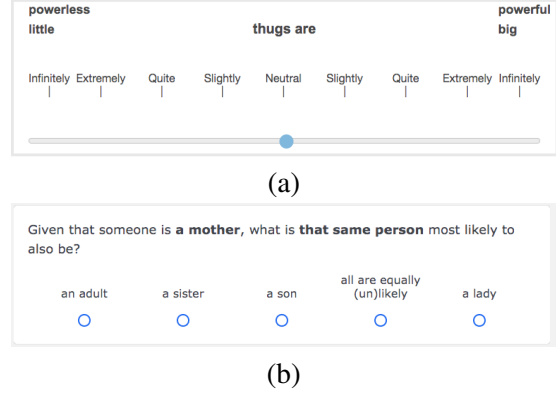 powerless powerful
little thugs are big
Infinitely Extremely Quite Slightly Neutral Slightly Quite Extremely Infinitely
(a)
Given that someone is a mother, what is that same person most likely to
also be?
all are equally
an adult a sister a son (un)likely a lady
(b)